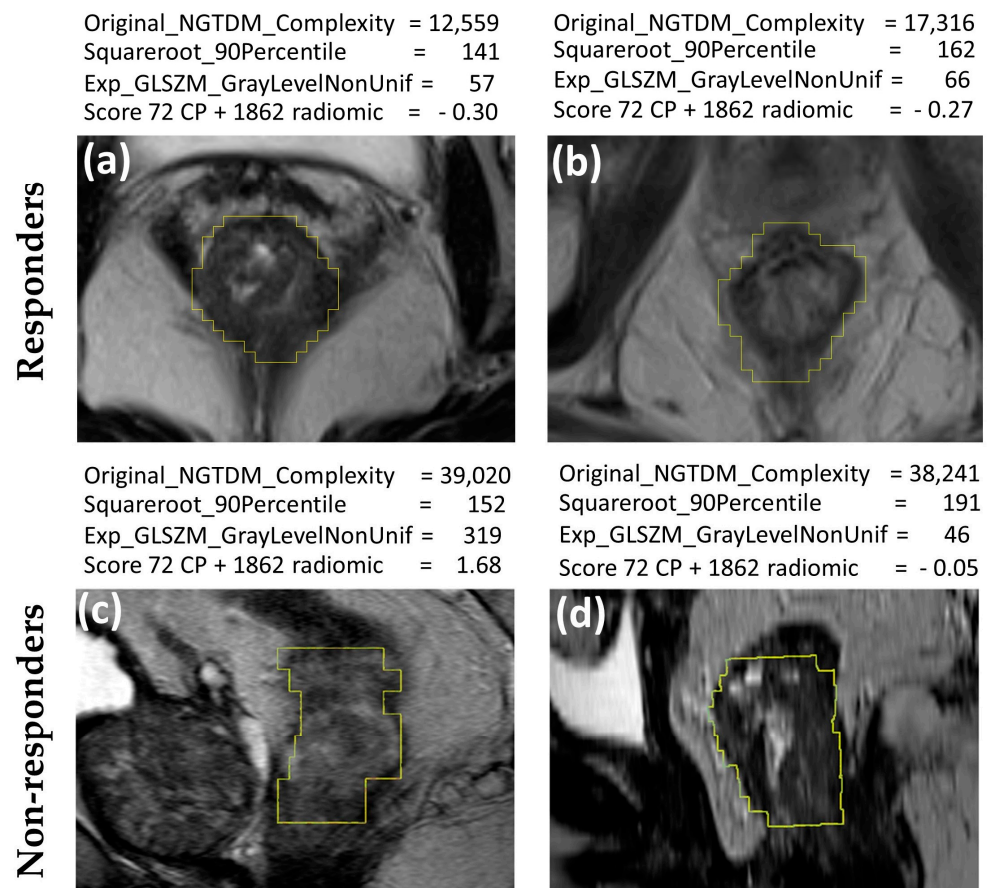 Original_NGTDM_Complexity = 12,559
Squareroot_90Percentile = 141
Exp_GLSZM_GrayLevelNonUnif = 57
Score 72 CP + 1862 radiomic = - 0.30
Original_NGTDM_Complexity = 17,316
Squareroot_90Percentile = 162
Exp_GLSZM_GrayLevelNonUnif = 66
Score 72 CP + 1862 radiomic = - 0.27
Responders
(a)
(b)
Original_NGTDM_Complexity = 39,020
Squareroot_90Percentile = 152
Exp_GLSZM_GrayLevelNonUnif = 319
Score 72 CP + 1862 radiomic = 1.68
Original_NGTDM_Complexity = 38,241
Squareroot_90Percentile = 191
Exp_GLSZM_GrayLevelNonUnif = 46
Score 72 CP + 1862 radiomic = - 0.05
Non-responders
(c)
(d)